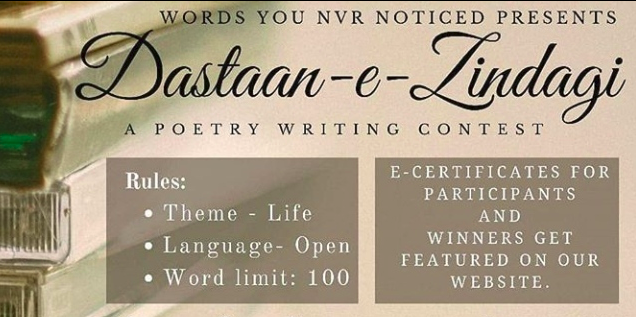 WORDS YOU NVR NOTICED PRESENTS
Dastaan-e-Zindagi
A POETRY WRITING CONTEST
Rules:
• Theme - Life
• Language- Open
• Word limit: 100
E-CERTIFICATES FOR
PARTICIPANTS
AND
WINNERS GET
FEATURED ON OUR
WEBSITE.